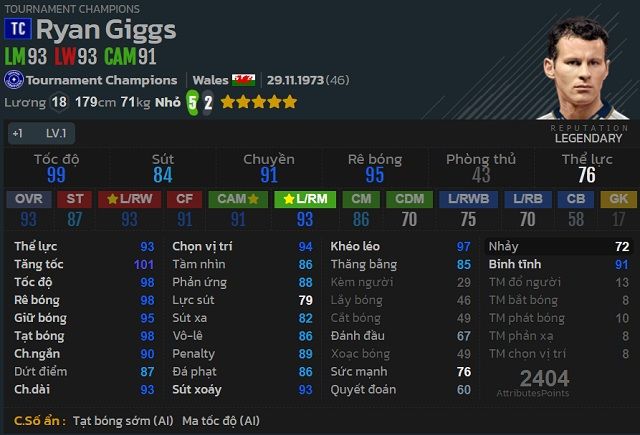 TOURNAMENT CHAMPIONS
TC Ryan Giggs
LM93 LW93 CAM91
Tournament Champions Wales 29.11.1973(46)
Lương 18 179cm 71kg Nhỏ 5 2
REPUTATION
LEGENDARY
+1 LV.1
Tốc độ Sút Chuyền Rê bóng Phòng thủ Thể lực
99 84 91 95 43 76
OVR ST L/RW CF CAM L/RM CM CDM L/RWB L/RB CB GK
93 87 93 91 91 93 86 70 75 70 58 17
Thể lực 93 Chọn vị trí 94 Khéo léo 97 Nhảy 72
Tăng tốc 101 Tầm nhìn 86 Thăng bằng 85 Bình tĩnh 91
Tốc độ 98 Phản ứng 88 Kèm người 29 TM đổ người 13
Rê bóng 98 Lực sút 79 Lấy bóng 46 TM bắt bóng 8
Giữ bóng 95 Sút xa 82 Cắt bóng 49 TM phát bóng 10
Tạt bóng 98 Vô-lê 86 Đánh đầu 67 TM phản xạ 8
Ch.ngắn 90 Penalty 89 Xoạc bóng 49 TM chọn vị trí 8
Dứt điểm 87 Đá phạt 86 Sức mạnh 76
Ch.dài 93 Sút xoáy 93 Quyết đoán 60
2404
AttributesPoints
C.Số ẩn : Tạt bóng sớm (AI) Ma tốc độ (AI)